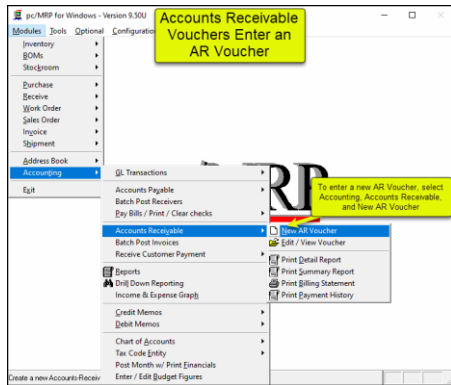 pc/MRP for Windows - Version 9.50U
Accounts Receivable
Vouchers Enter an
AR Voucher
Modules Tools Optional Configuration
Inventory
BOMs
Stockroom
Purchase
Receive
Work Order
Sales Order
Invoice
Shipment
Address Book
Accounting
Exit
GL Transactions
Accounts Payable
Batch Post Receivers
Pay Bills / Print / Clear checks
Accounts Receivable
Batch Post Invoices
Receive Customer Payment
Reports
Drill Down Reporting
Income & Expense Graph
Credit Memos
Debit Memos
Chart of Accounts
Tax Code Entity
Post Month w/ Print Financials
Enter / Edit Budget Figures
To enter a new AR Voucher, select
Accounting, Accounts Receivable,
and New AR Voucher
New AR Voucher
Edit / View Voucher
Print Detail Report
Print Summary Report
Print Billing Statement
Print Payment History
Create a new Accounts Receiv